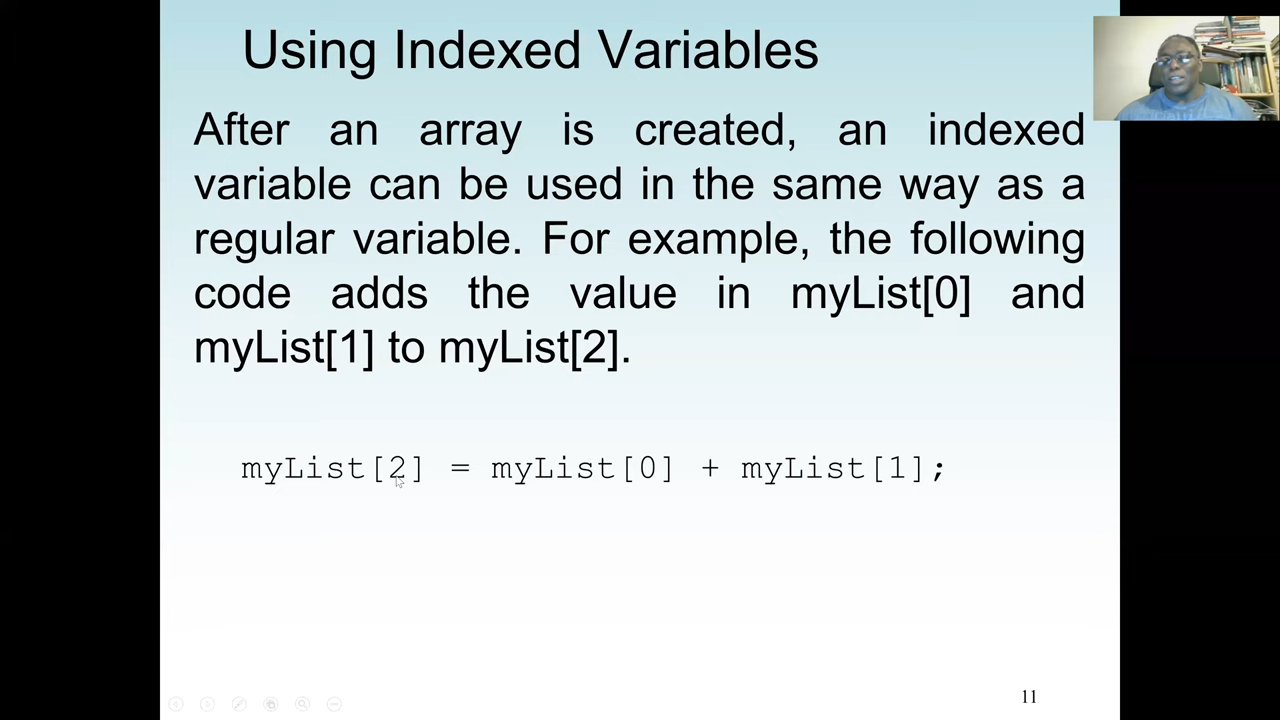 Using Indexed Variables
After an array is created, an indexed
variable can be used in the same way as a
regular variable. For example, the following
code adds the value in myList[0] and
myList[1] to myList[2].
myList[2] = myList[0] + myList[1];
11